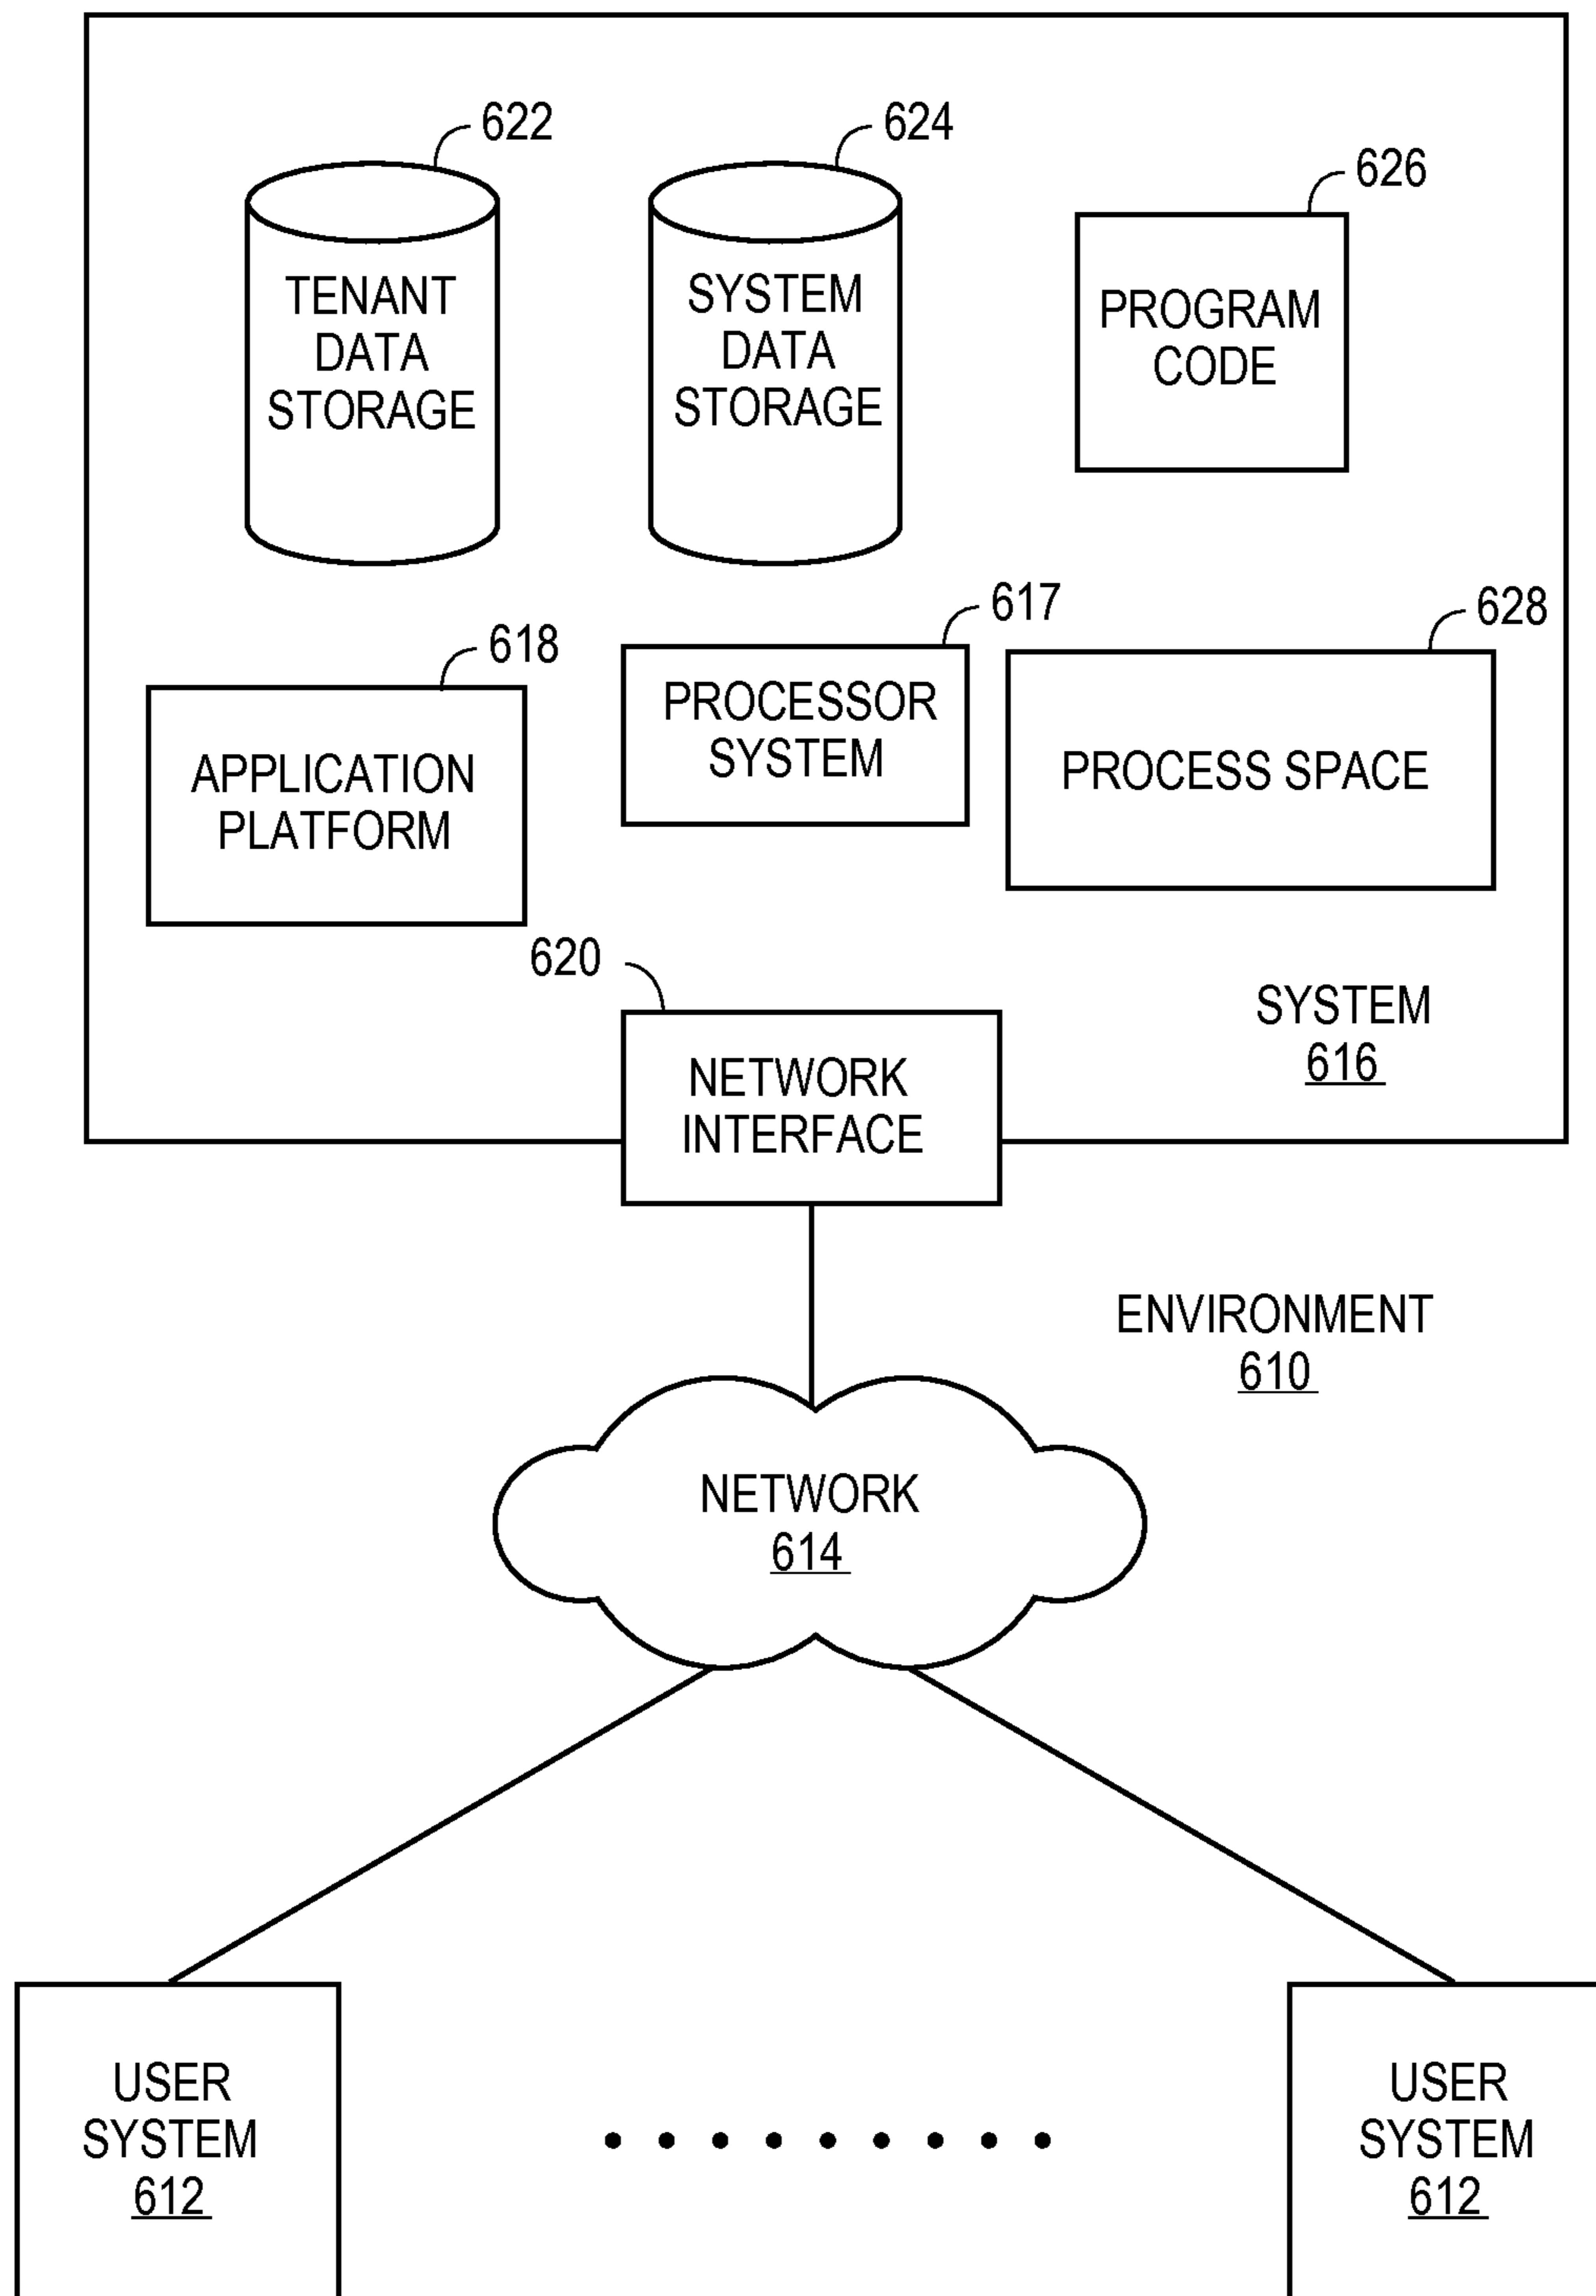 622
624
626
TENANT
DATA
STORAGE
SYSTEM
DATA
STORAGE
PROGRAM
CODE
618
617
628
APPLICATION
PLATFORM
PROCESSOR
SYSTEM
PROCESS SPACE
620
NETWORK
INTERFACE
SYSTEM
616
ENVIRONMENT
610
NETWORK
614
USER
SYSTEM
612
USER
SYSTEM
612